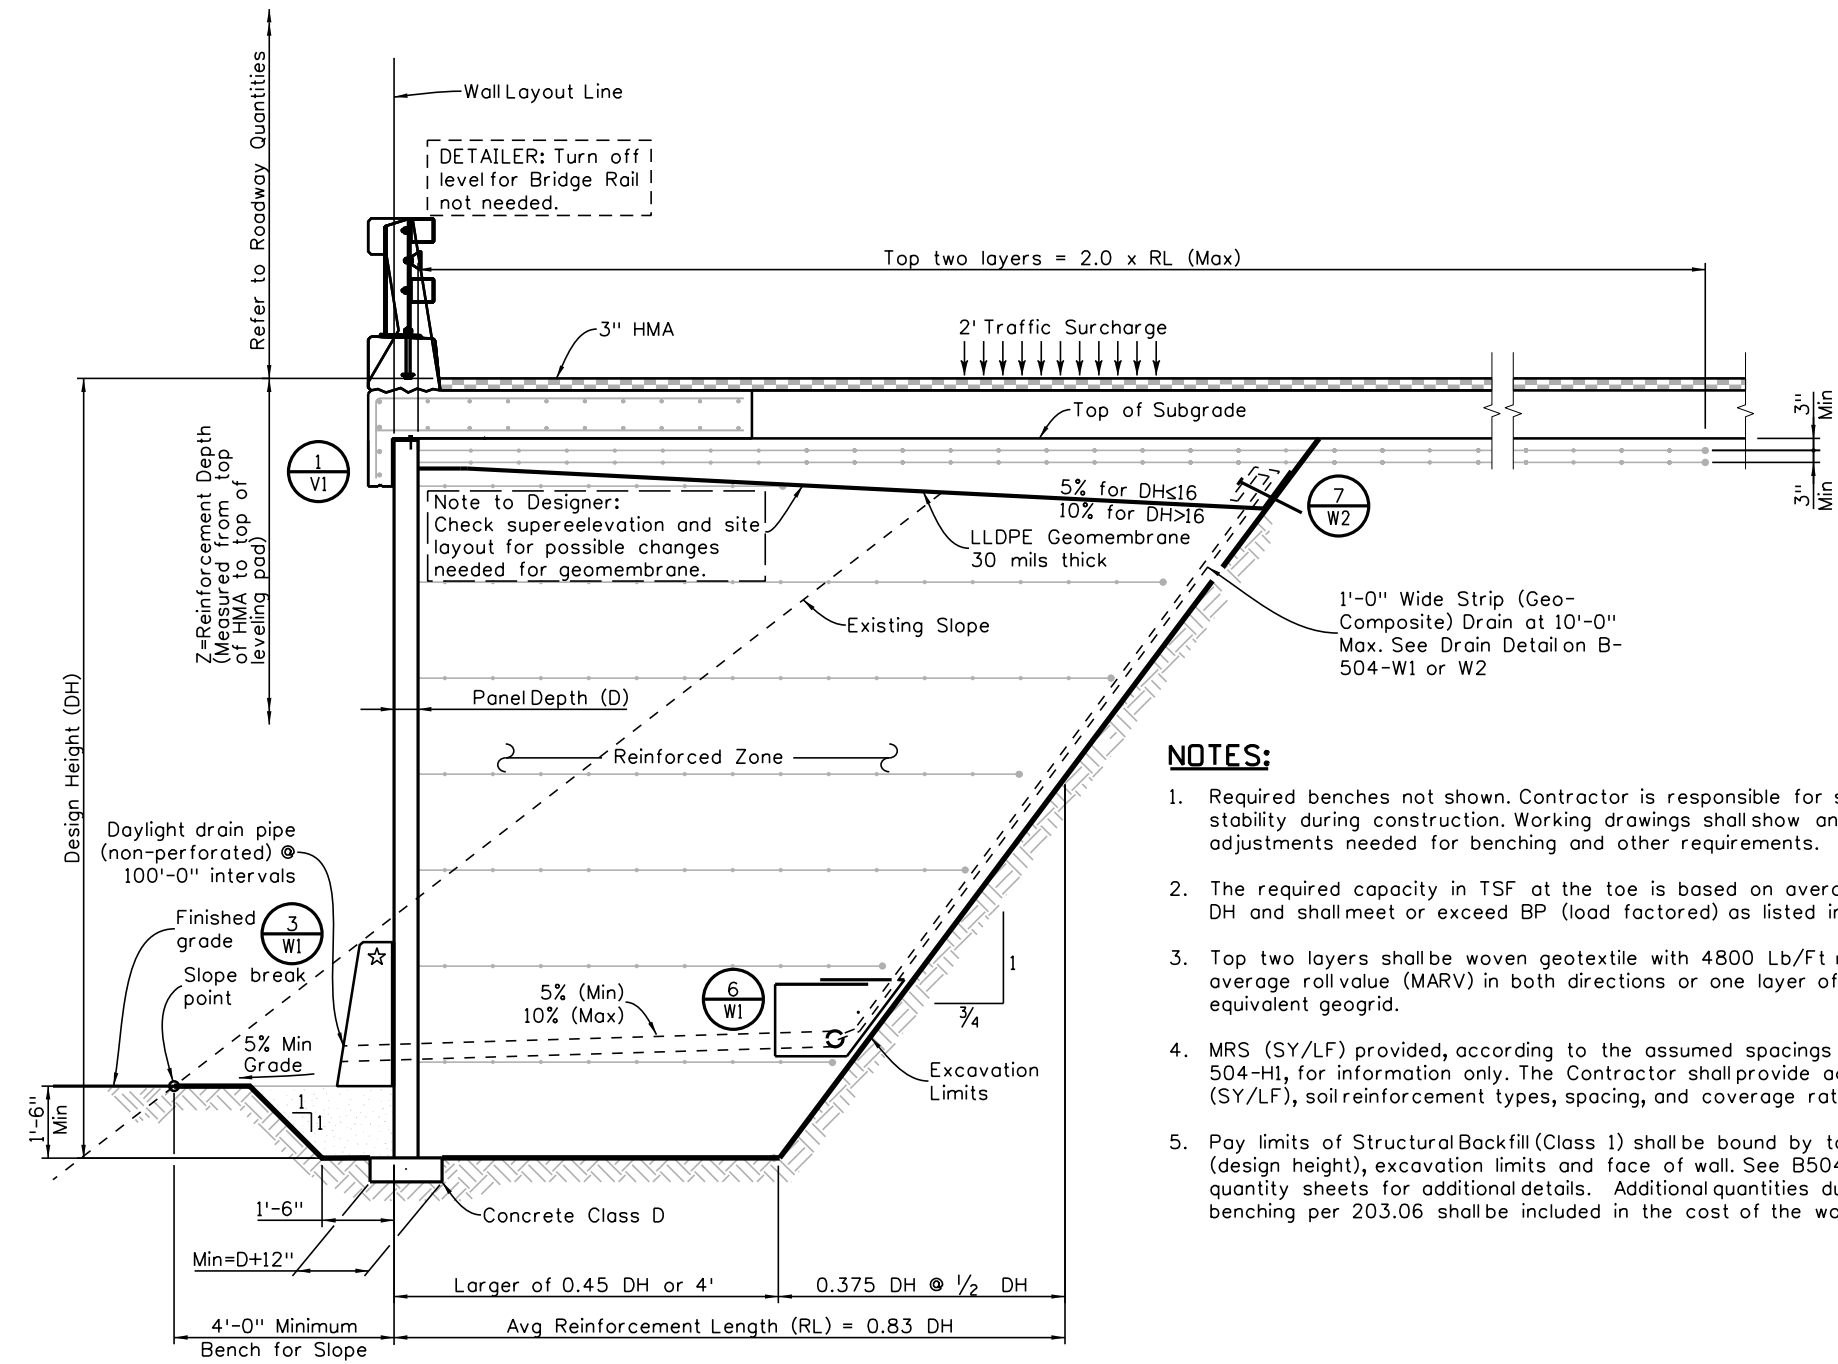 Refer to Roadway Quantities
Wall Layout Line
DETAILER: Turn off
level for Bridge Rail
not needed.
Top two layers = 2.0 x RL (Max)
3" HMA
2' Traffic Surcharge
Top of Subgrade
3"
Min
3"
Min
1
V1
Z=Reinforcement Depth
(Measured from top
of HMA to top of
leveling pad)
Note to Designer:
Check supereelevation and site
layout for possible changes
needed for geomembrane.
5% for DH≤16
10% for DH>16
LLDPE Geomembrane
30 mils thick
7
W2
1'-0" Wide Strip (Geo-
Composite) Drain at 10'-0"
Max. See Drain Detail on B-
504-W1 or W2
Existing Slope
Panel Depth (D)
Reinforced Zone
Design Height (DH)
Daylight drain pipe
(non-perforated) @
100'-0" intervals
Finished
grade
3
W1
Slope break
point
5% (Min)
10% (Max)
6
W1
1
3/4
5% Min
Grade
Excavation
Limits
1'-6"
Min
1
1
1'-6"
Concrete Class D
Min=D+12"
Larger of 0.45 DH or 4'
0.375 DH @ 1/2 DH
4'-0" Minimum
Bench for Slope
Avg Reinforcement Length (RL) = 0.83 DH
NOTES:
1. Required benches not shown. Contractor is responsible for
stability during construction. Working drawings shall show
adjustments needed for benching and other requirements.
2. The required capacity in TSF at the toe is based on
DH and shall meet or exceed BP (load factored) as listed
3. Top two layers shall be woven geotextile with 4800 Lb/Ft
average roll value (MARV) in both directions or one layer of
equivalent geogrid.
4. MRS (SY/LF) provided, according to the assumed spacings
504-H1, for information only. The Contractor shall provide
(SY/LF), soil reinforcement types, spacing, and coverage
5. Pay limits of Structural Backfill (Class 1) shall be bound by
(design height), excavation limits and face of wall. See
quantity sheets for additional details. Additional quantities
benching per 203.06 shall be included in the cost of the